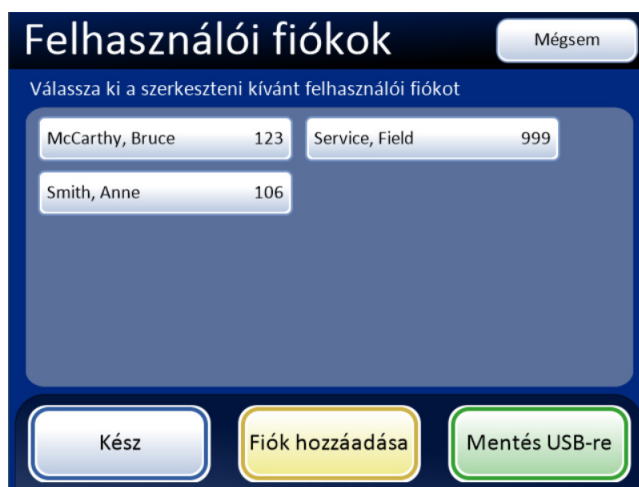 Felhasználói fiókok
Mégsem
Válassza ki a szerkeszteni kívánt felhasználói fiókot
McCarthy, Bruce 123
Service, Field 999
Smith, Anne 106
Kész
Fiók hozzáadása
Mentés USB-re